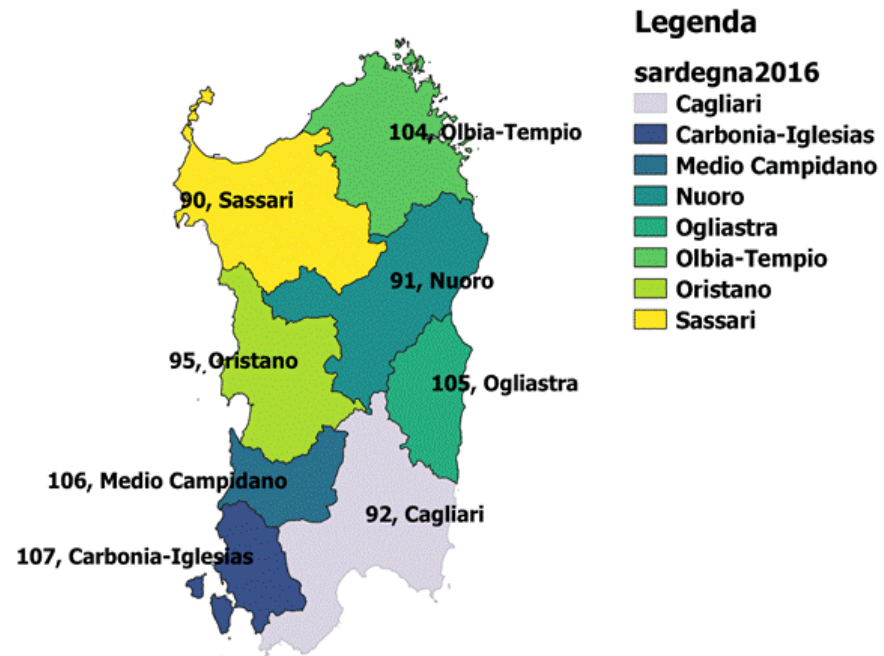 Legenda
sardegna2016
Cagliari
Carbonia-Iglesias
Medio Campidano
Nuoro
Ogliastra
Olbia-Tempio
Oristano
Sassari
104, Olbia-Tempio
90, Sassari
91, Nuoro
95, Oristano
105, Ogliastra
106, Medio Campidano
92, Cagliari
107, Carbonia-Iglesias